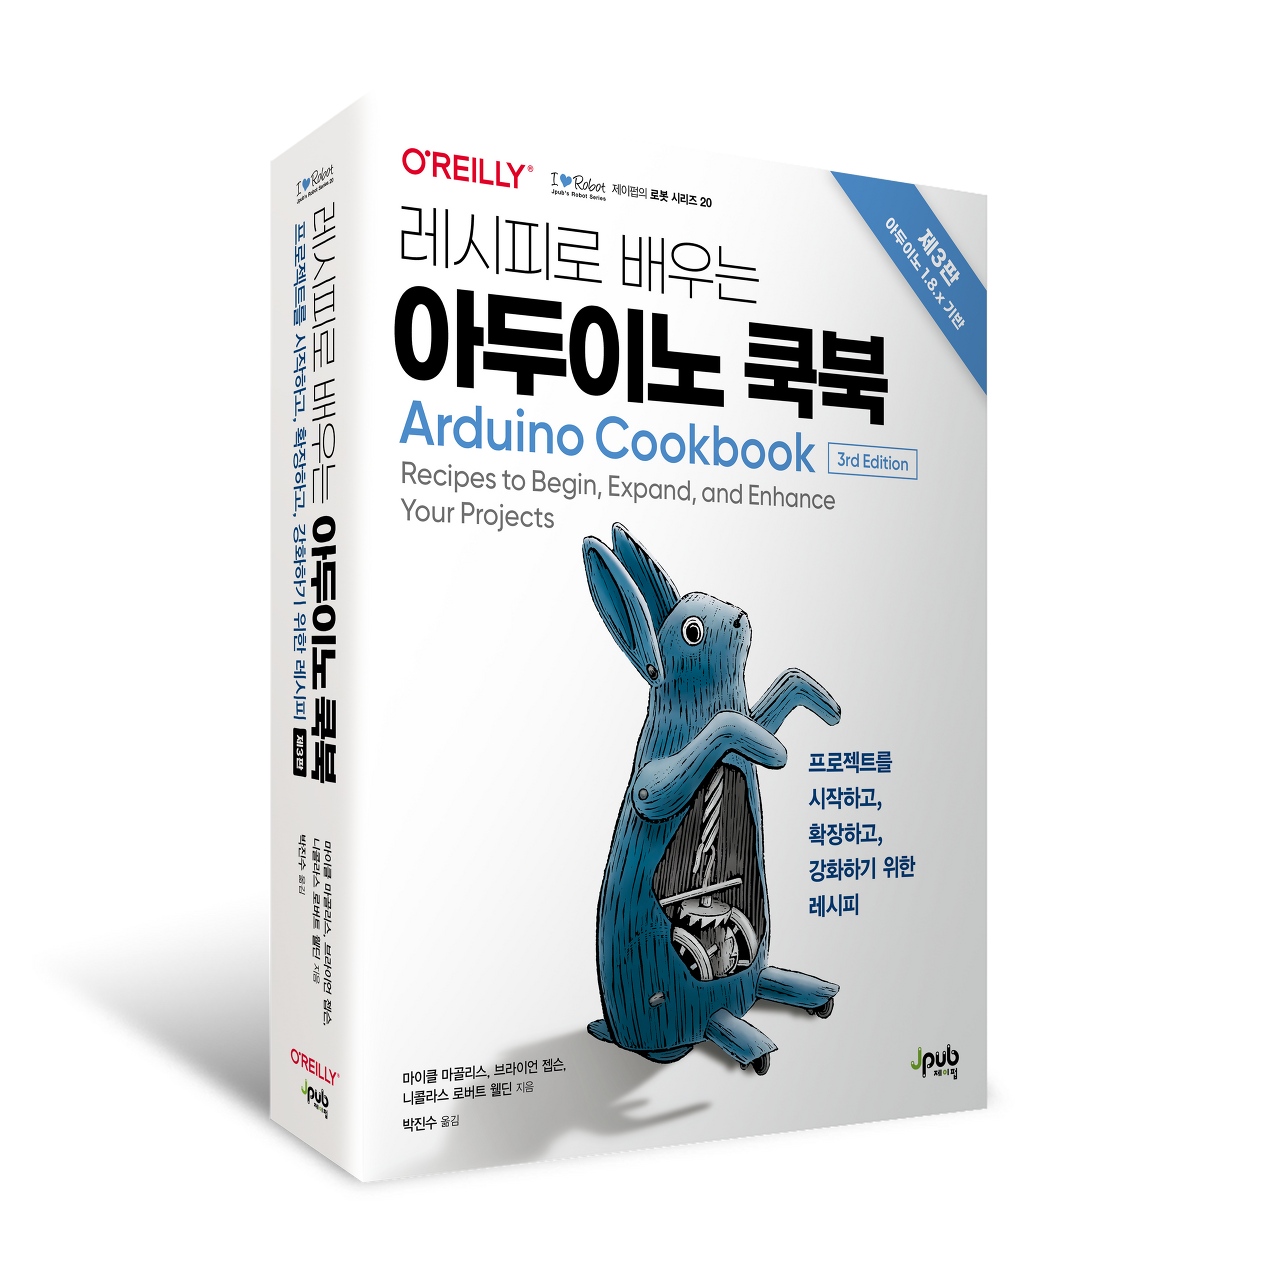 O'REILLY®
I Robot
Jpub's Robot Series
제이펍의 로봇 시리즈 20
제3판
아두이노 1.8.x 기반
레시피로 배우는
아두이노 쿡북
Arduino Cookbook
3rd Edition
Recipes to Begin, Expand, and Enhance
Your Projects
프로젝트를
시작하고,
확장하고,
강화하기 위한
레시피
마이클 마골리스, 브라이언 젭슨,
니콜라스 로버트 웰딘 지음
박진수 옮김
Jpub
제이펍
I Robot
Jpub's Robot Series 20
레시피로 배우는 아두이노 쿡북
프로젝트를 시작하고, 확장하고, 강화하기 위한 레시피 제3판
마이클 마골리스, 브라이언 젭슨,
니콜라스 로버트 웰딘 지음
박진수 옮김
O'REILLY®
Jpub
제이펍